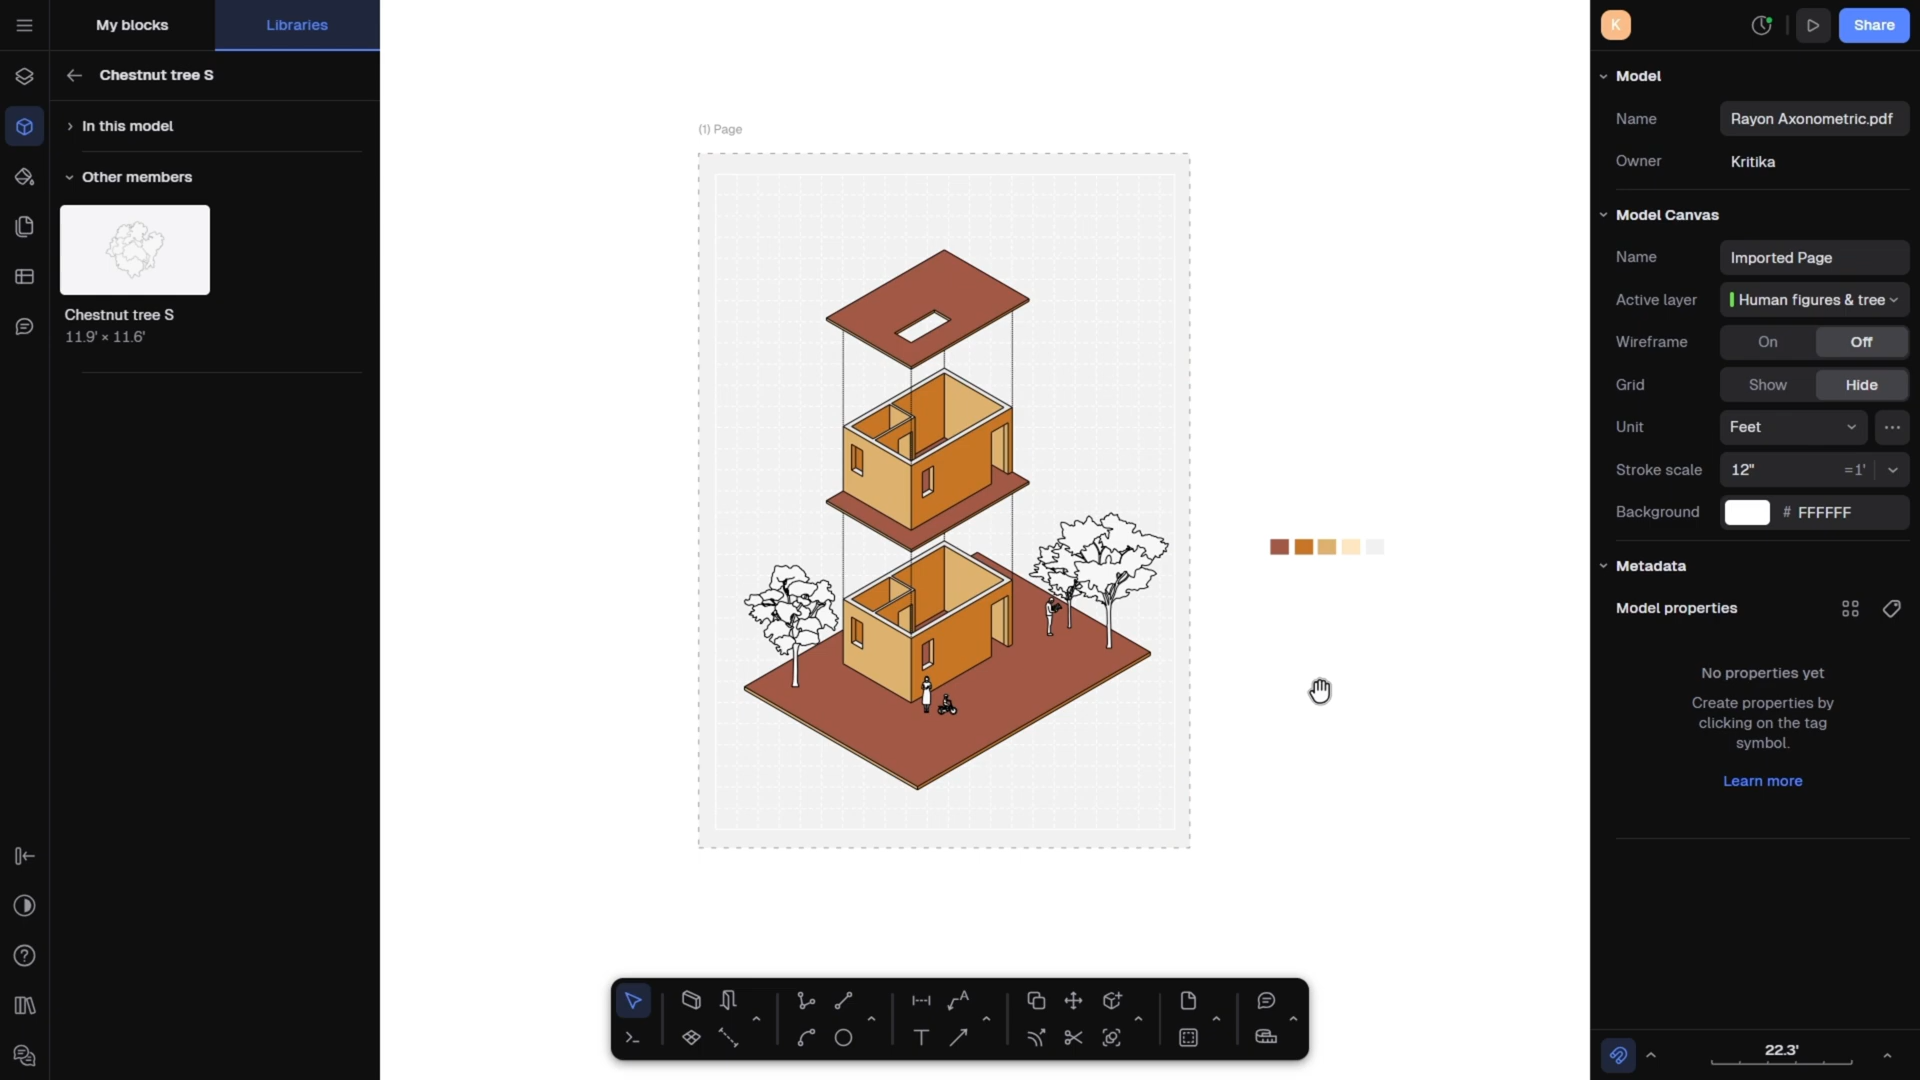 My blocks
Libraries
Chestnut tree S
In this model
Other members
Chestnut tree S
11.9' × 11.6'
(1) Page
K
Share
Model
Name
Rayon Axonometric.pdf
Owner
Kritika
Model Canvas
Name
Imported Page
Active layer
Human figures & tree
Wireframe
On
Off
Grid
Show
Hide
Unit
Feet
Stroke scale
12"
=1'
Background
# FFFFFF
Metadata
Model properties
No properties yet
Create properties by
clicking on the tag
symbol.
Learn more
22.3'